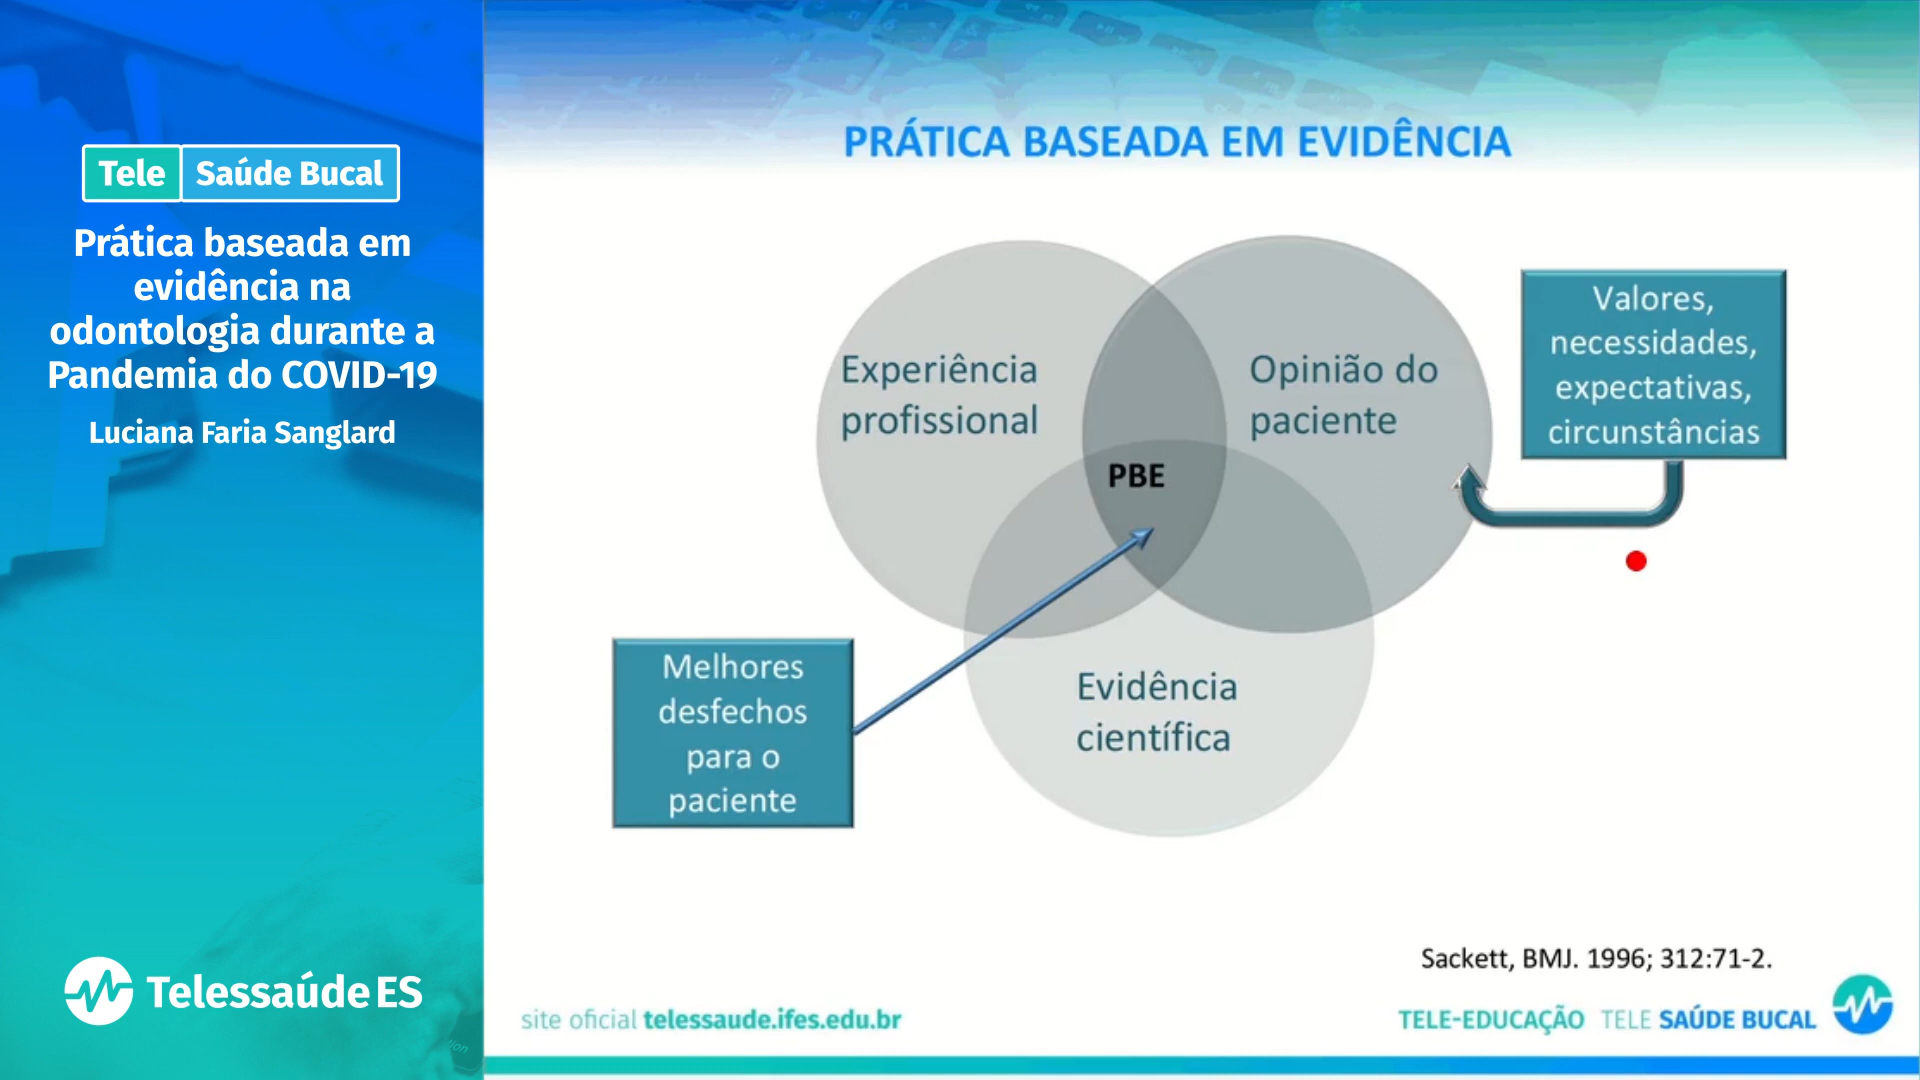 Tele Saúde Bucal
Prática baseada em
evidência na
odontologia durante a
Pandemia do COVID-19
Luciana Faria Sanglard
TelessaúdeES
PRÁTICA BASEADA EM EVIDÊNCIA
Experiência
profissional
Opinião do
paciente
Valores,
necessidades,
expectativas,
circunstâncias
PBE
Melhores
desfechos
para o
paciente
Evidência
científica
Sackett, BMJ. 1996; 312:71-2.
site oficial telessaude.ifes.edu.br
TELE-EDUCAÇÃO TELE SAÚDE BUCAL